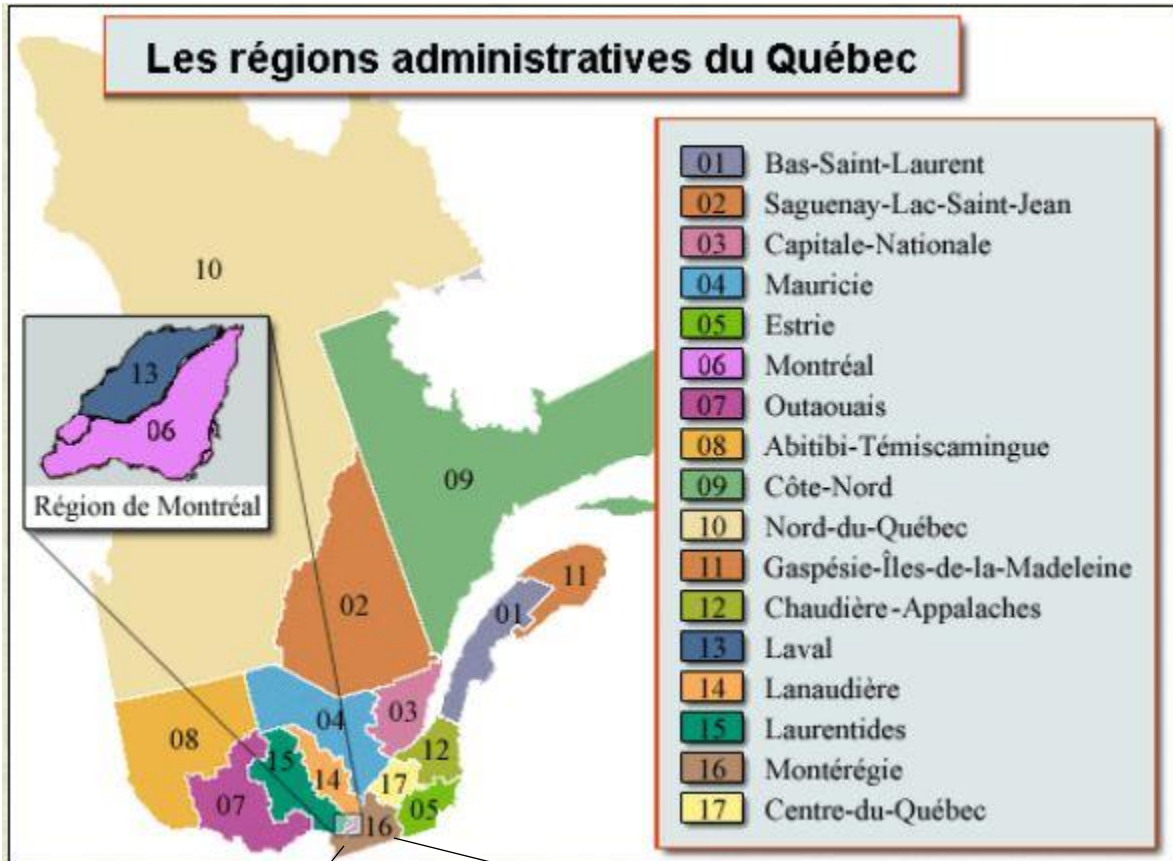 Les régions administratives du Québec
01 Bas-Saint-Laurent
02 Saguenay-Lac-Saint-Jean
03 Capitale-Nationale
04 Mauricie
05 Estrie
06 Montréal
07 Outaouais
08 Abitibi-Témiscamingue
09 Côte-Nord
10 Nord-du-Québec
11 Gaspésie-Îles-de-la-Madeleine
12 Chaudière-Appalaches
13 Laval
14 Lanaudière
15 Laurentides
16 Montérégie
17 Centre-du-Québec
10
13
06
Région de Montréal
09
11
02
01
03
04
08
12
15
14
17
07
05
16